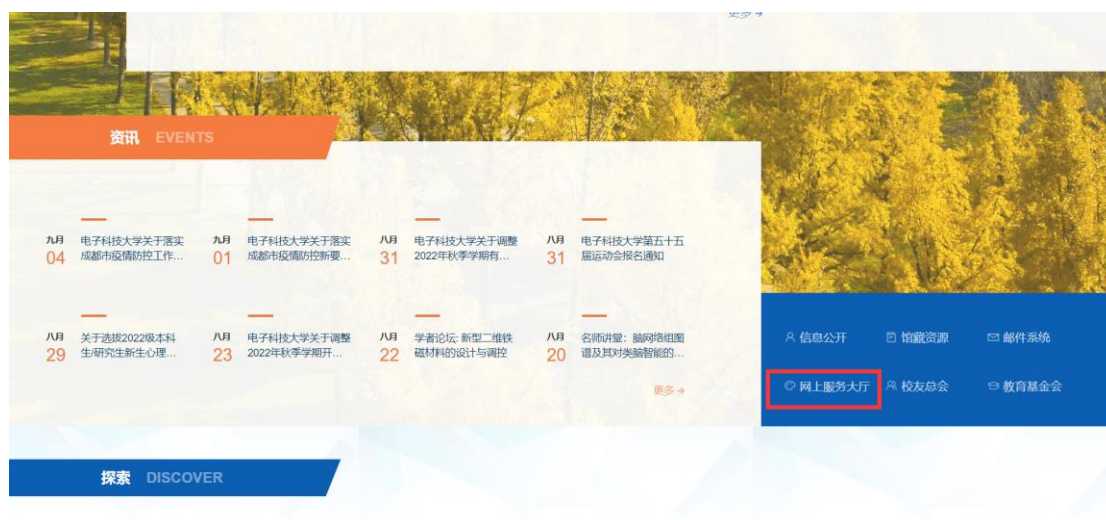 更多→
资讯 EVENTS
九月
04
电子科技大学关于落实
成都市疫情防控工作...
九月
01
电子科技大学关于落实
成都市疫情防控新要...
八月
31
电子科技大学关于调整
2022年秋季学期有...
八月
31
电子科技大学第五十五
届运动会报名通知
八月
29
关于选拔2022级本科
生/研究生新生心理...
八月
23
电子科技大学关于调整
2022年秋季学期开...
八月
22
学者论坛: 新型二维铁
磁材料的设计与调控
八月
20
名师讲堂：脑网络组图
谱及其对类脑智能的...
更多→
信息公开 馆藏资源 邮件系统
网上服务大厅 校友总会 教育基金会
探索 DISCOVER